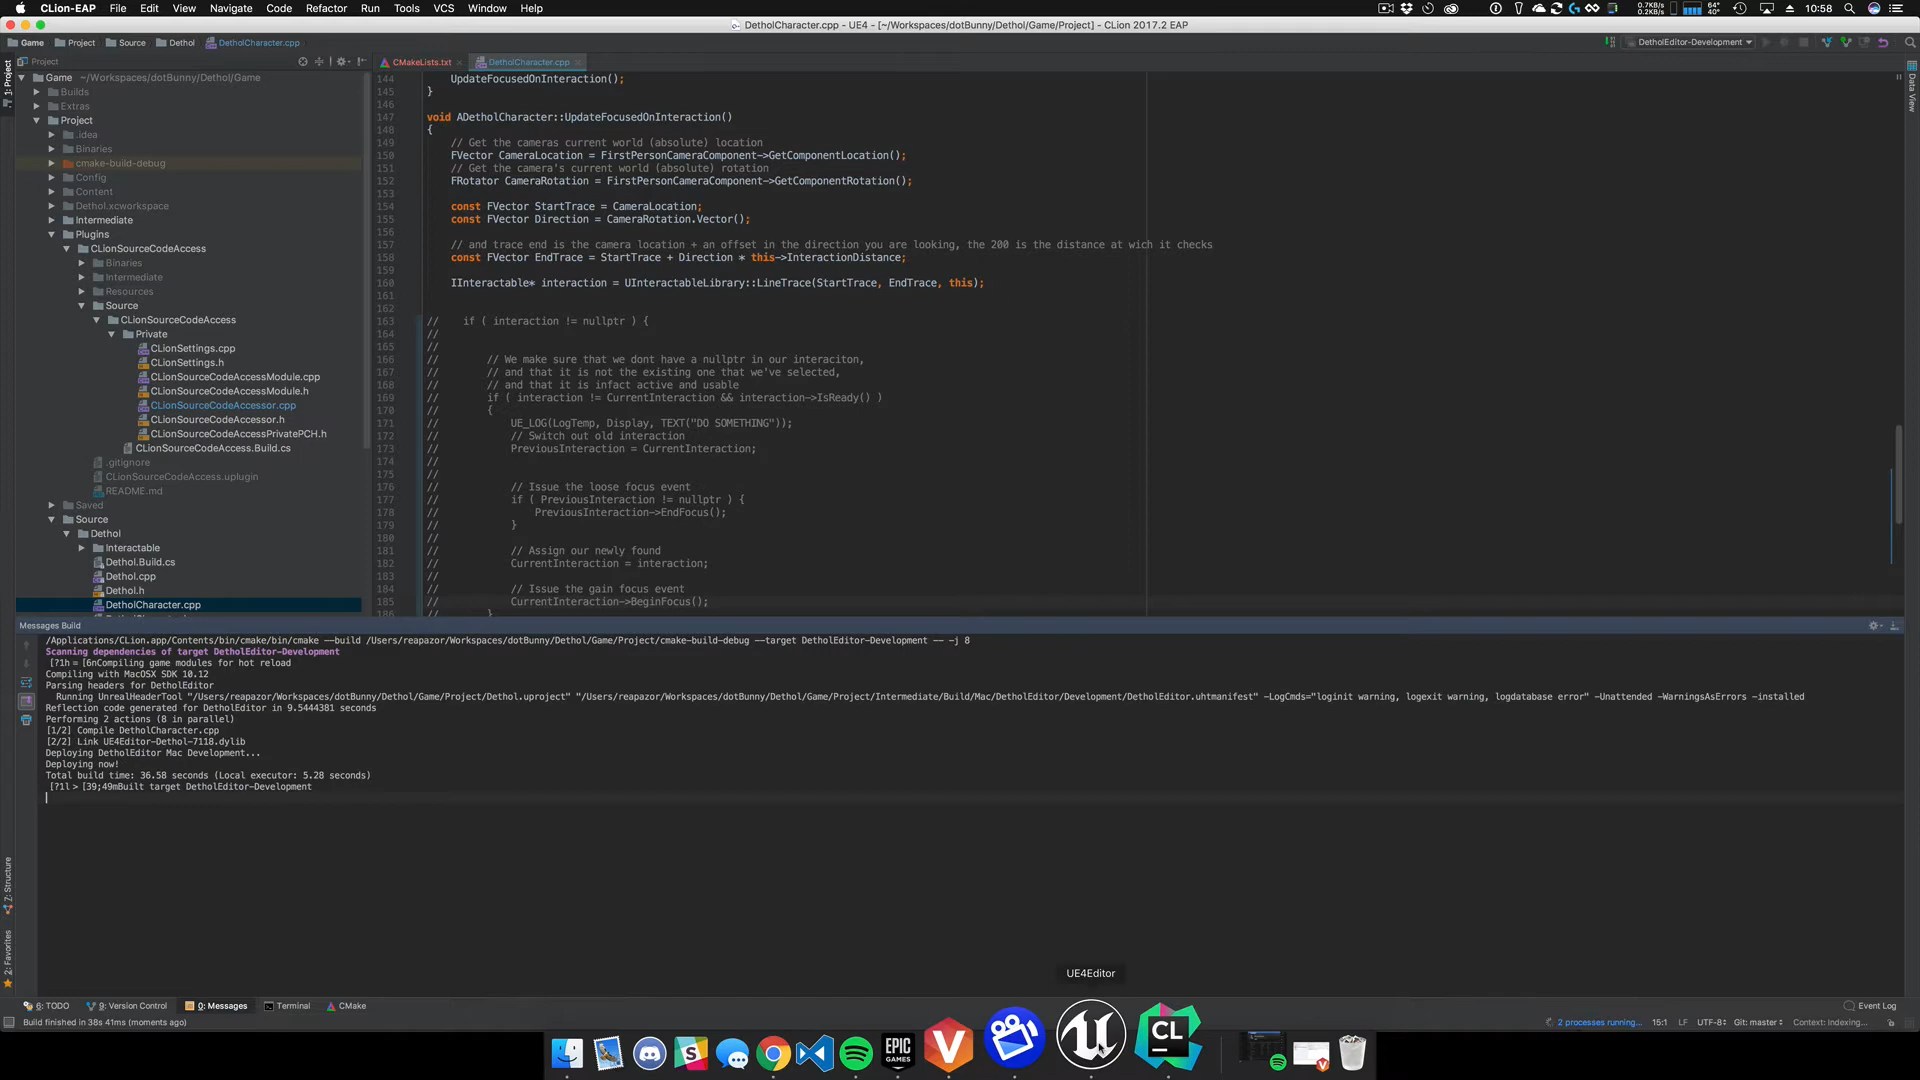 CLion-EAP File Edit View Navigate Code Refactor Run Tools VCS Window Help
0.7KB/s
0.2KB/s
64°
40°
10:58
DetholCharacter.cpp - UE4 - [~/Workspaces/dotBunny/Dethol/Game/Project] - CLion 2017.2 EAP
Game Project Source Dethol DetholCharacter.cpp
DetholEditor-Development
Project
CMakeLists.txt
DetholCharacter.cpp
1: Project
Data View
Game ~/Workspaces/dotBunny/Dethol/Game
Builds
Extras
Project
.idea
Binaries
cmake-build-debug
Config
Content
Dethol.xcworkspace
Intermediate
Plugins
CLionSourceCodeAccess
Binaries
Intermediate
Resources
Source
CLionSourceCodeAccess
Private
CLionSettings.cpp
CLionSettings.h
CLionSourceCodeAccessModule.cpp
CLionSourceCodeAccessModule.h
CLionSourceCodeAccessor.cpp
CLionSourceCodeAccessor.h
CLionSourceCodeAccessPrivatePCH.h
CLionSourceCodeAccess.Build.cs
.gitignore
CLionSourceCodeAccess.uplugin
README.md
Saved
Source
Dethol
Interactable
Dethol.Build.cs
Dethol.cpp
Dethol.h
DetholCharacter.cpp
144 UpdateFocusedOnInteraction();
145 }
146
147 void ADetholCharacter::UpdateFocusedOnInteraction()
148 {
149 // Get the cameras current world (absolute) location
150 FVector CameraLocation = FirstPersonCameraComponent->GetComponentLocation();
151 // Get the camera's current world (absolute) rotation
152 FRotator CameraRotation = FirstPersonCameraComponent->GetComponentRotation();
153
154 const FVector StartTrace = CameraLocation;
155 const FVector Direction = CameraRotation.Vector();
156
157 // and trace end is the camera location + an offset in the direction you are looking, the 200 is the distance at wich it checks
158 const FVector EndTrace = StartTrace + Direction * this->InteractionDistance;
159
160 IInteractable* interaction = UInteractableLibrary::LineTrace(StartTrace, EndTrace, this);
161
162
163 // if ( interaction != nullptr ) {
164 //
165 //
166 // // We make sure that we dont have a nullptr in our interaciton,
167 // // and that it is not the existing one that we've selected,
168 // // and that it is infact active and usable
169 // if ( interaction != CurrentInteraction && interaction->IsReady() )
170 // {
171 // UE_LOG(LogTemp, Display, TEXT("DO SOMETHING"));
172 // // Switch out old interaction
173 // PreviousInteraction = CurrentInteraction;
174 //
175 //
176 // // Issue the loose focus event
177 // if ( PreviousInteraction != nullptr ) {
178 // PreviousInteraction->EndFocus();
179 // }
180 //
181 // // Assign our newly found
182 // CurrentInteraction = interaction;
183 //
184 // // Issue the gain focus event
185 // CurrentInteraction->BeginFocus();
186 // }
Messages Build
/Applications/CLion.app/Contents/bin/cmake/bin/cmake --build /Users/reapazor/Workspaces/dotBunny/Dethol/Game/Project/cmake-build-debug --target DetholEditor-Development -- -j 8
Scanning dependencies of target DetholEditor-Development
[?1h = [6nCompiling game modules for hot reload
Compiling with MacOSX SDK 10.12
Parsing headers for DetholEditor
Running UnrealHeaderTool "/Users/reapazor/Workspaces/dotBunny/Dethol/Game/Project/Dethol.uproject" "/Users/reapazor/Workspaces/dotBunny/Dethol/Game/Project/Intermediate/Build/Mac/DetholEditor/Development/DetholEditor.uhtmanifest" -LogCmds="loginit warning, logexit warning, logdatabase error" -Unattended -WarningsAsErrors -installed
Reflection code generated for DetholEditor in 9.5444381 seconds
Performing 2 actions (8 in parallel)
[1/2] Compile DetholCharacter.cpp
[2/2] Link UE4Editor-Dethol-7118.dylib
Deploying DetholEditor Mac Development...
Deploying now!
Total build time: 36.58 seconds (Local executor: 5.28 seconds)
[?1l > [39;49mBuilt target DetholEditor-Development
Z: Structure
2: Favorites
UE4Editor
6: TODO 9: Version Control 0: Messages Terminal CMake
Event Log
Build finished in 38s 41ms (moments ago)
2 processes running... 15:1 LF UTF-8 Git: master Context: Indexing...
EPIC
GAMES
CL